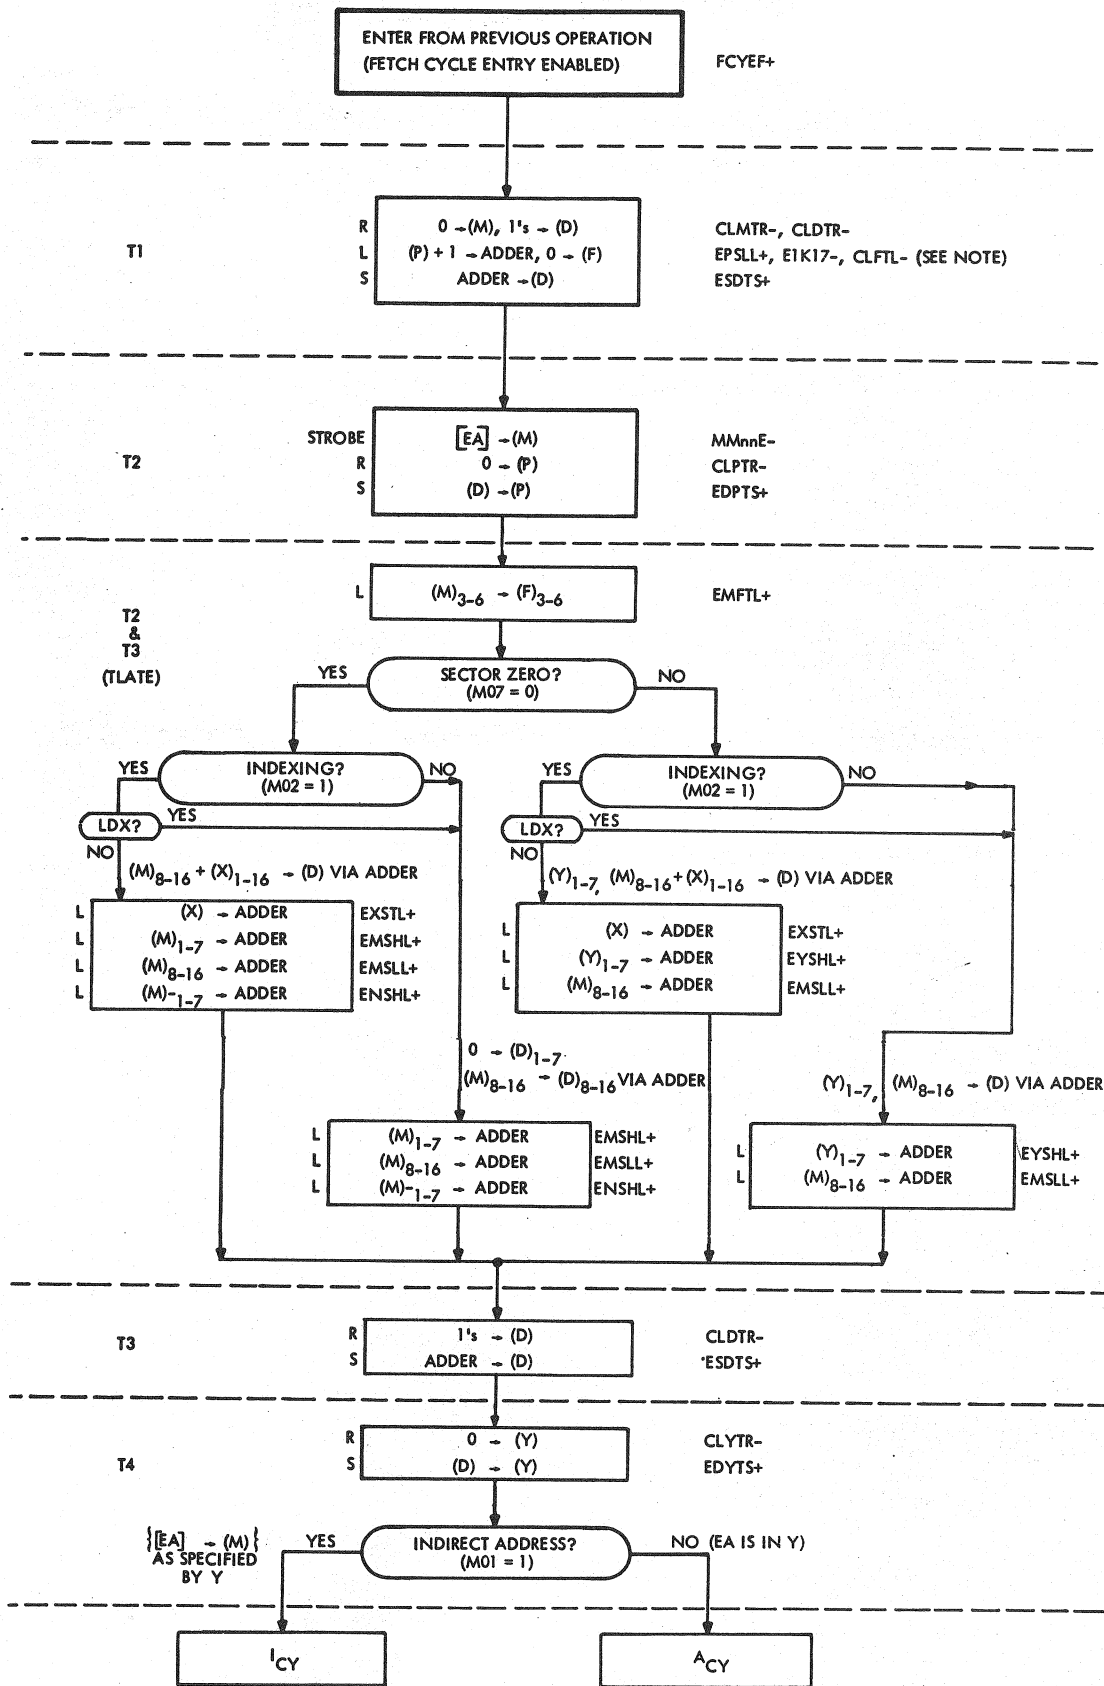 ENTER FROM PREVIOUS OPERATION
(FETCH CYCLE ENTRY ENABLED)
FCYEF+
T1
R 0 → (M), 1's → (D) CLMTR-, CLDTR-
L (P) + 1 → ADDER, 0 → (F) EPSLL+, E1K17-, CLFTL- (SEE NOTE)
S ADDER → (D) ESDTS+
T2
STROBE [EA] → (M) MMnnE-
R 0 → (P) CLPTR-
S (D) → (P) EDPTS+
T2
&
T3
(TLATE)
L (M)3-6 → (F)3-6 EMFTL+
YES SECTOR ZERO? NO
(M07 = 0)
YES INDEXING? NO
(M02 = 1)
LDX? YES
NO
(M)8-16 + (X)1-16 → (D) VIA ADDER
L (X) → ADDER EXSTL+
L (M)1-7 → ADDER EMSHL+
L (M)8-16 → ADDER EMSLL+
L (M)-1-7 → ADDER ENSHL+
YES INDEXING? NO
(M02 = 1)
LDX? YES
NO
(Y)1-7, (M)8-16 + (X)1-16 → (D) VIA ADDER
L (X) → ADDER EXSTL+
L (Y)1-7 → ADDER EYSHL+
L (M)8-16 → ADDER EMSLL+
0 → (D)1-7
(M)8-16 → (D)8-16 VIA ADDER
L (M)1-7 → ADDER EMSHL+
L (M)8-16 → ADDER EMSLL+
L (M)-1-7 → ADDER ENSHL+
(Y)1-7, (M)8-16 → (D) VIA ADDER
L (Y)1-7 → ADDER EYSHL+
L (M)8-16 → ADDER EMSLL+
T3
R 1's → (D) CLDTR-
S ADDER → (D) ESDTS+
T4
R 0 → (Y) CLYTR-
S (D) → (Y) EDYTS+
{[EA] → (M)}
AS SPECIFIED
BY Y
YES INDIRECT ADDRESS? NO (EA IS IN Y)
(M01 = 1)
ICY
ACY